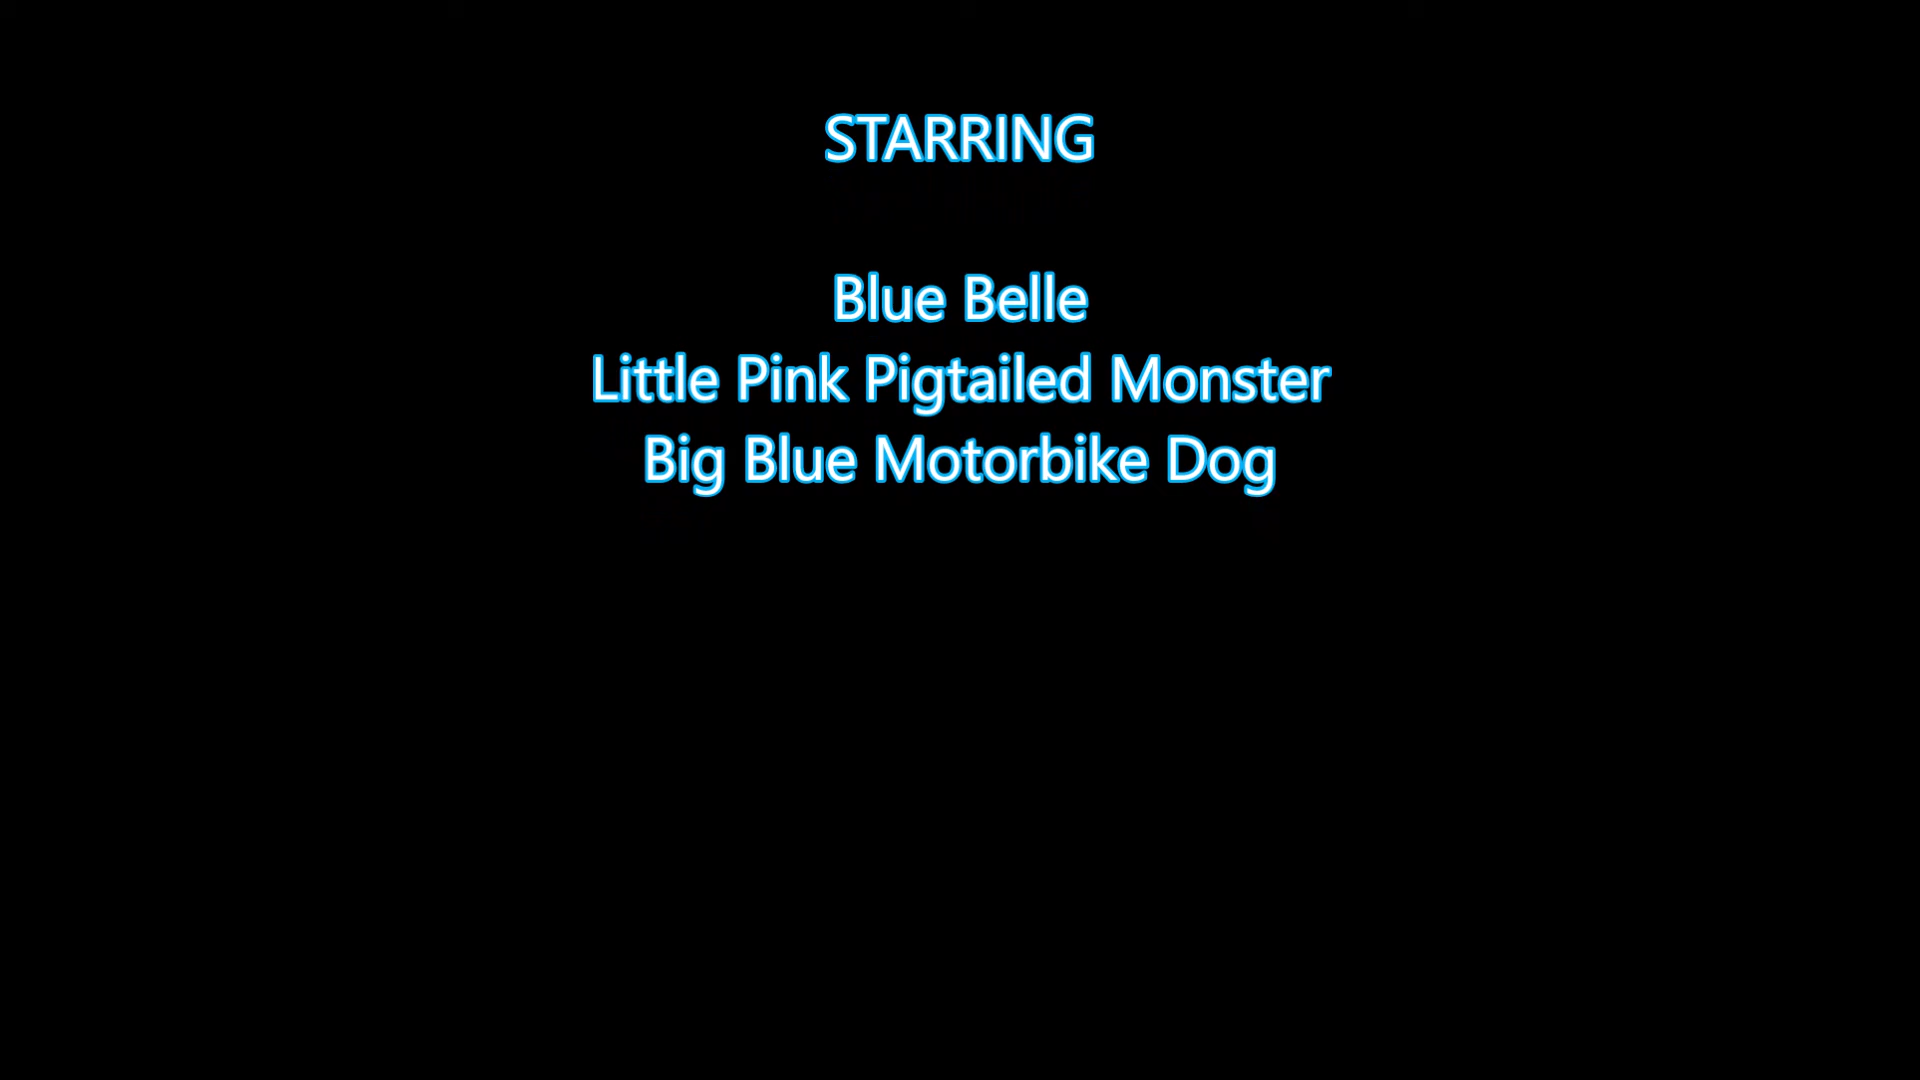 STARRING
Blue Belle
Little Pink Pigtailed Monster
Big Blue Motorbike Dog